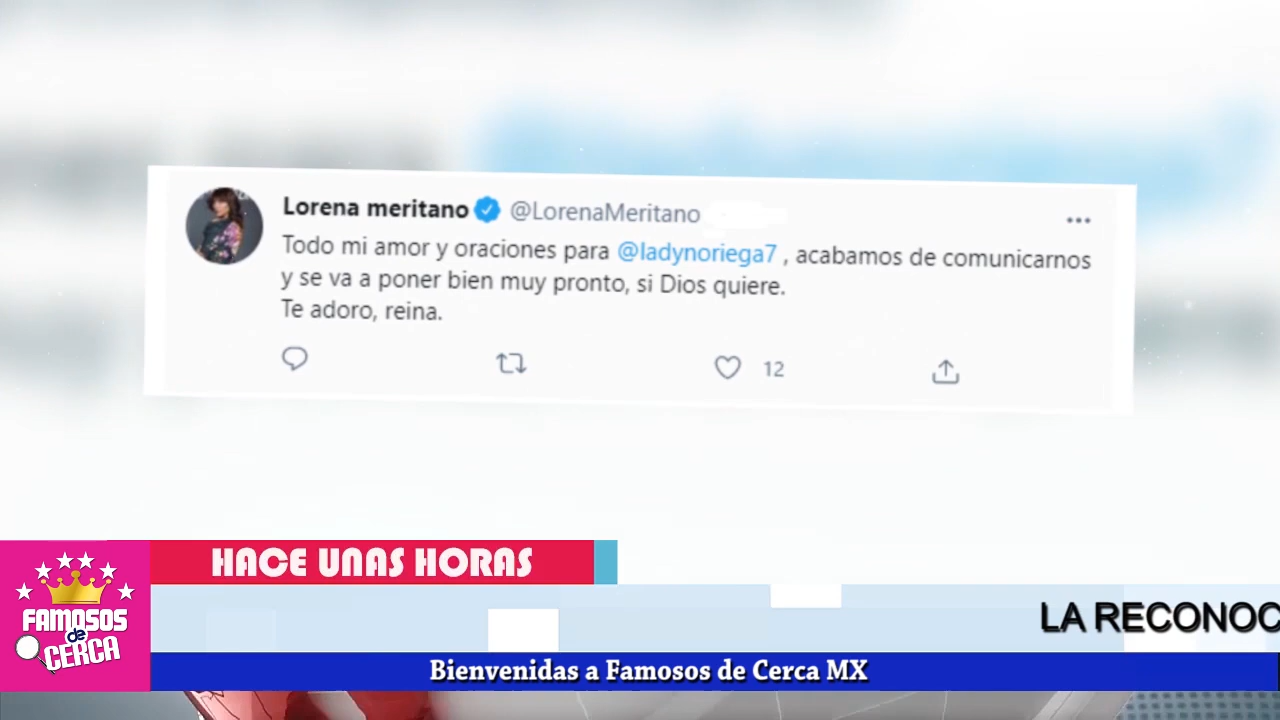 Lorena meritano @LorenaMeritano
Todo mi amor y oraciones para @ladynoriega7 , acabamos de comunicarnos
y se va a poner bien muy pronto, si Dios quiere.
Te adoro, reina.
12
HACE UNAS HORAS
FAMOSOS
de
CERCA
LA RECONOC
Bienvenidas a Famosos de Cerca MX